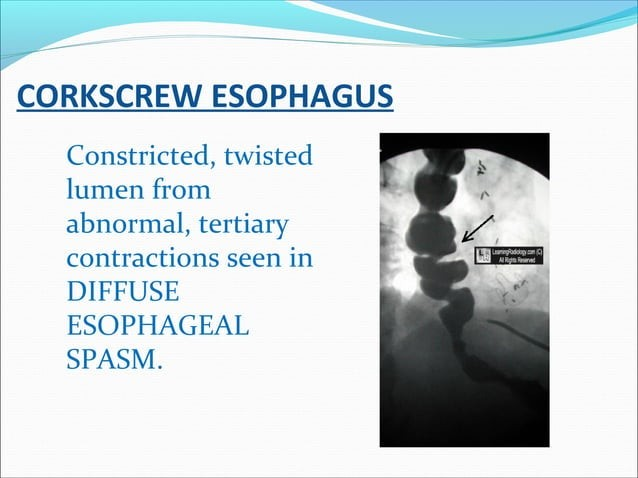 CORKSCREW ESOPHAGUS
Constricted, twisted
lumen from
abnormal, tertiary
contractions seen in
DIFFUSE
ESOPHAGEAL
SPASM.
LearningRadiology.com (C)
All Rights Reserved